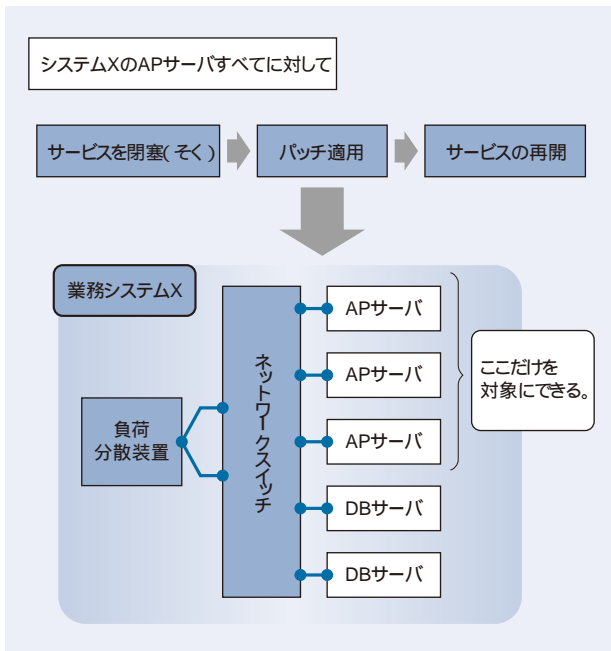 システムXのAPサーバすべてに対して
サービスを閉塞(そく)
パッチ適用
サービスの再開
業務システムX
負荷
分散装置
ネットワークスイッチ
APサーバ
APサーバ
APサーバ
DBサーバ
DBサーバ
ここだけを
対象にできる。